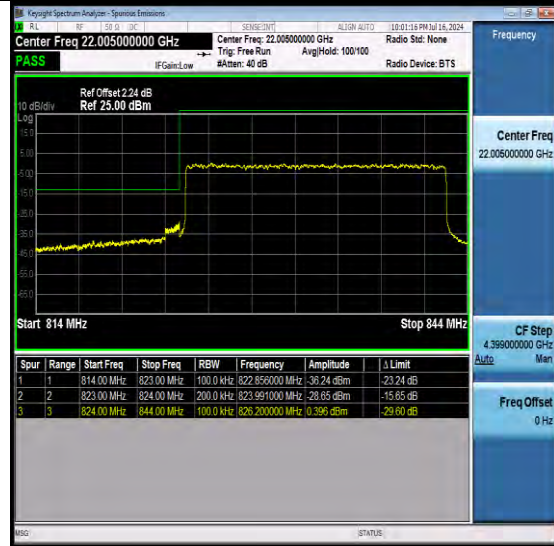 Keysight Spectrum Analyzer - Spurious Emissions
RL RF 50 Ω DC SENSE:INT ALIGN AUTO 10:01:16 PM Jul 16, 2024
Center Freq 22.005000000 GHz
Center Freq: 22.005000000 GHz
Radio Std: None
Trig: Free Run Avg|Hold: 100/100
PASS
IFGain:Low
#Atten: 40 dB
Radio Device: BTS
Ref Offset 2.24 dB
10 dB/div Ref 25.00 dBm
Log
15.0
5.00
-5.00
-15.0
-25.0
-35.0
-45.0
-55.0
-65.0
Start 814 MHz Stop 844 MHz
Spur Range Start Freq Stop Freq RBW Frequency Amplitude Δ Limit
1 1 814.00 MHz 823.00 MHz 100.0 kHz 822.856000 MHz -36.24 dBm -23.24 dB
2 2 823.00 MHz 824.00 MHz 200.0 kHz 823.991000 MHz -28.65 dBm -15.65 dB
3 3 824.00 MHz 844.00 MHz 100.0 kHz 826.200000 MHz 0.396 dBm -29.60 dB
Frequency
Center Freq
22.005000000 GHz
CF Step
4.399000000 GHz
Auto Man
Freq Offset
0 Hz
MSG STATUS